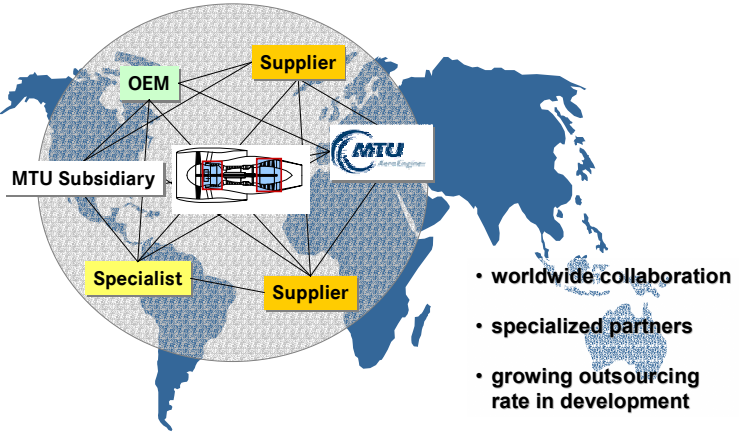 Supplier
OEM
MTU
Aero Engines
MTU Subsidiary
Specialist
Supplier
• worldwide collaboration
• specialized partners
• growing outsourcing
rate in development